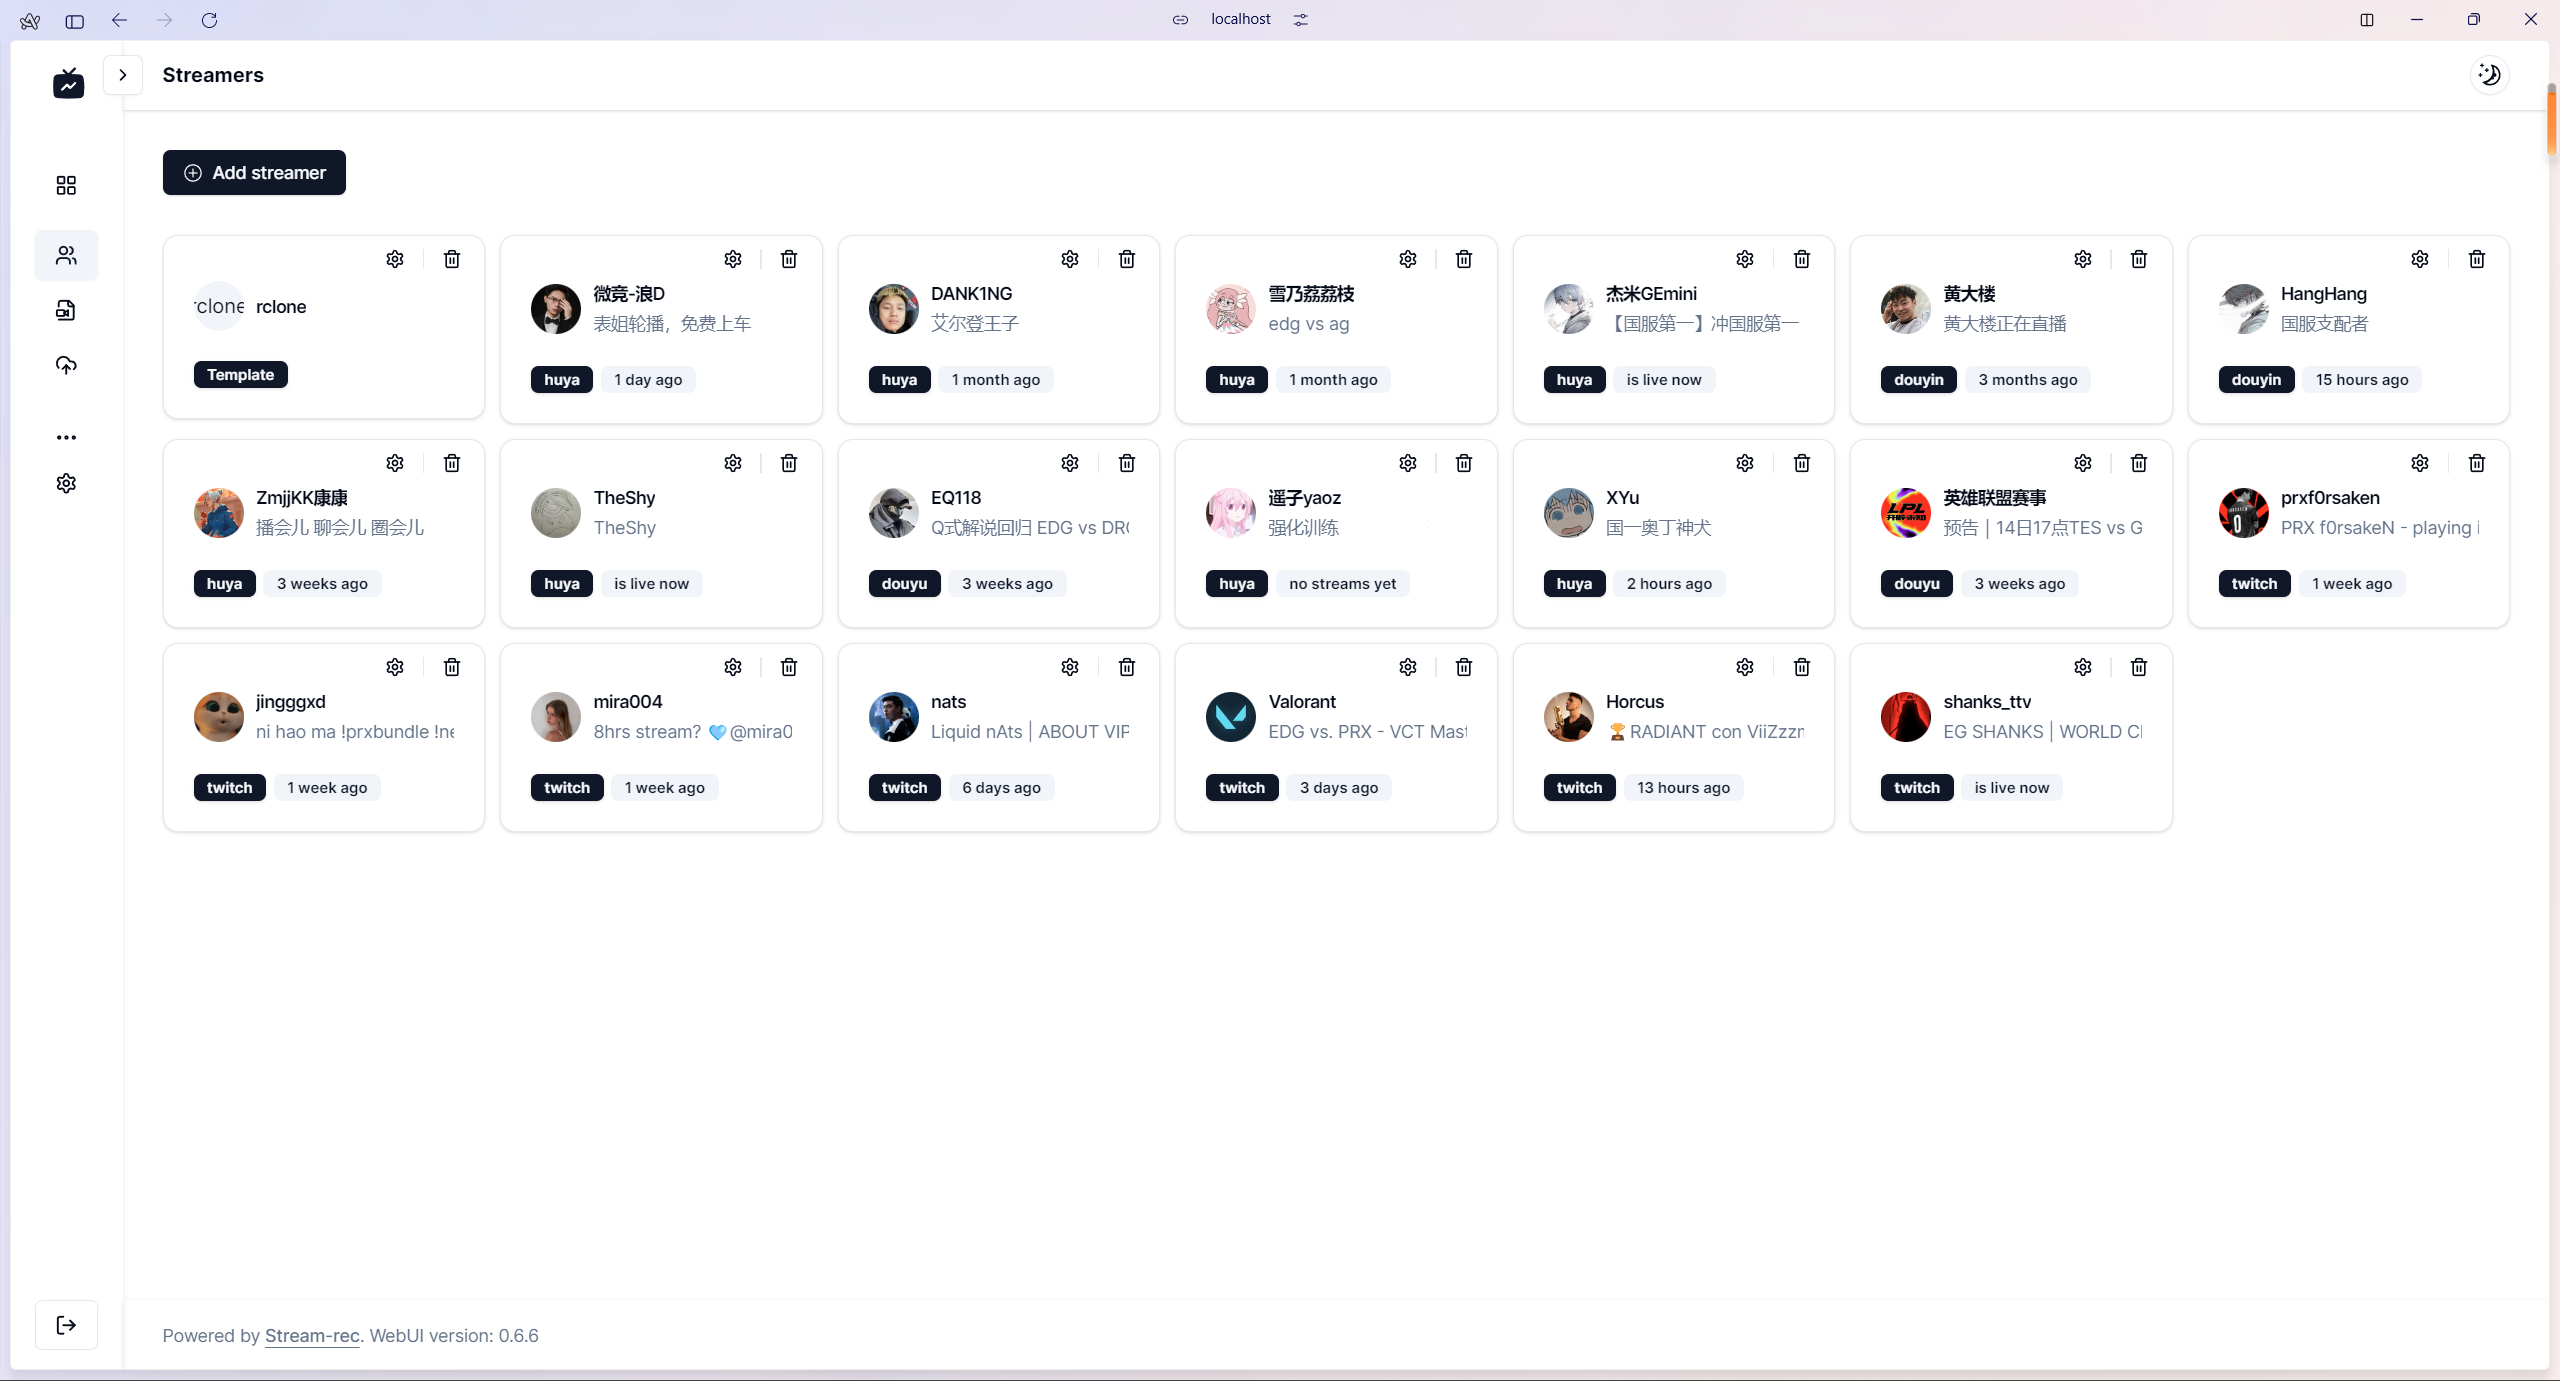 localhost
Streamers
Add streamer
rclone
rclone
Template
微竞-浪D
表姐轮播，免费上车
huya
1 day ago
DANK1NG
艾尔登王子
huya
1 month ago
雪乃荔荔枝
edg vs ag
huya
1 month ago
杰米GEmini
【国服第一】冲国服第一
huya
is live now
黄大楼
黄大楼正在直播
douyin
3 months ago
HangHang
国服支配者
douyin
15 hours ago
ZmjjKK康康
播会儿 聊会儿 圈会儿
huya
3 weeks ago
TheShy
TheShy
huya
is live now
EQ118
Q式解说回归 EDG vs DR
douyu
3 weeks ago
遥子yaoz
强化训练
huya
no streams yet
XYu
国一奥丁神犬
huya
2 hours ago
LPL
英雄联盟赛事
预告 | 14日17点TES vs G
douyu
3 weeks ago
prxf0rsaken
PRX f0rsakeN - playing i
twitch
1 week ago
jingggxd
ni hao ma !prxbundle !ne
twitch
1 week ago
mira004
8hrs stream? 🩵@mira0
twitch
1 week ago
nats
Liquid nAts | ABOUT VIP
twitch
6 days ago
Valorant
EDG vs. PRX - VCT Mast
twitch
3 days ago
Horcus
🏆RADIANT con ViiZzz
twitch
13 hours ago
shanks_ttv
EG SHANKS | WORLD C
twitch
is live now
Powered by Stream-rec. WebUI version: 0.6.6